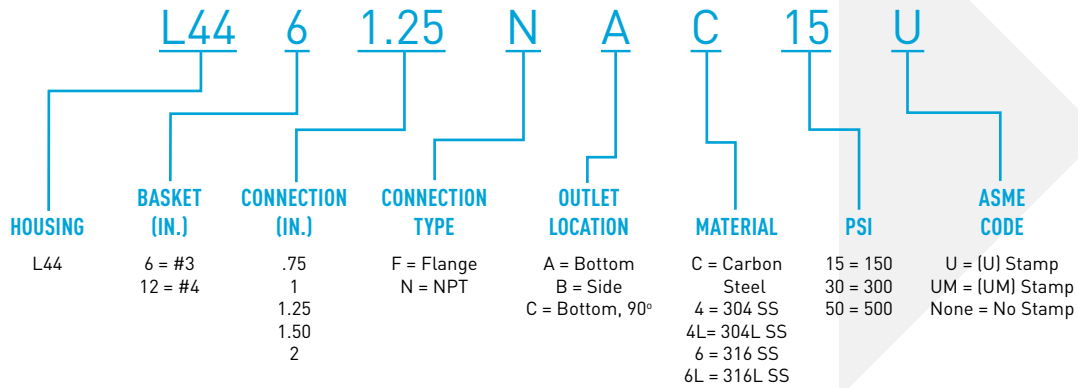 L44 6 1.25 N A C 15 U
HOUSING
L44
BASKET
(IN.)
6 = #3
12 = #4
CONNECTION
(IN.)
.75
1
1.25
1.50
2
CONNECTION
TYPE
F = Flange
N = NPT
OUTLET
LOCATION
A = Bottom
B = Side
C = Bottom, 90º
MATERIAL
C = Carbon
Steel
4 = 304 SS
4L= 304L SS
6 = 316 SS
6L = 316L SS
PSI
15 = 150
30 = 300
50 = 500
ASME
CODE
U = (U) Stamp
UM = (UM) Stamp
None = No Stamp